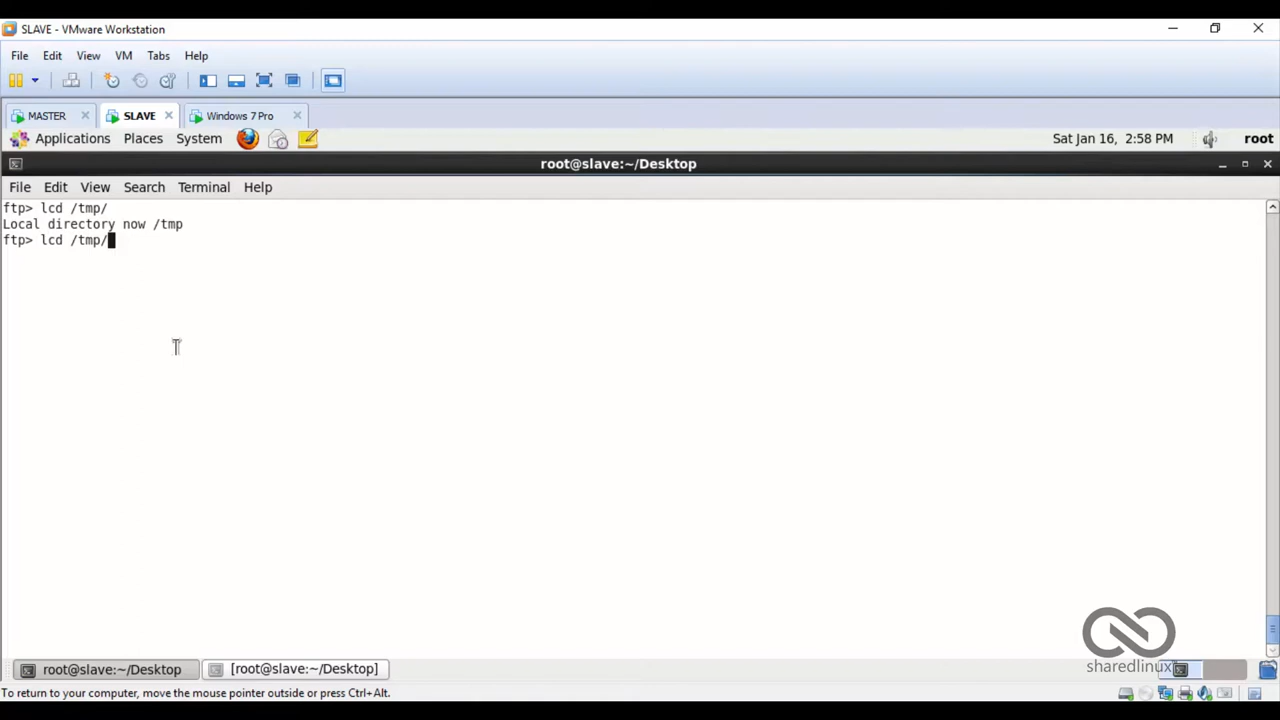 SLAVE - VMware Workstation
File Edit View VM Tabs Help
MASTER SLAVE Windows 7 Pro
Applications Places System Sat Jan 16, 2:58 PM root
root@slave:~/Desktop
File Edit View Search Terminal Help
ftp> lcd /tmp/
Local directory now /tmp
ftp> lcd /tmp/
sharedlinux
root@slave:~/Desktop [root@slave:~/Desktop]
To return to your computer, move the mouse pointer outside or press Ctrl+Alt.